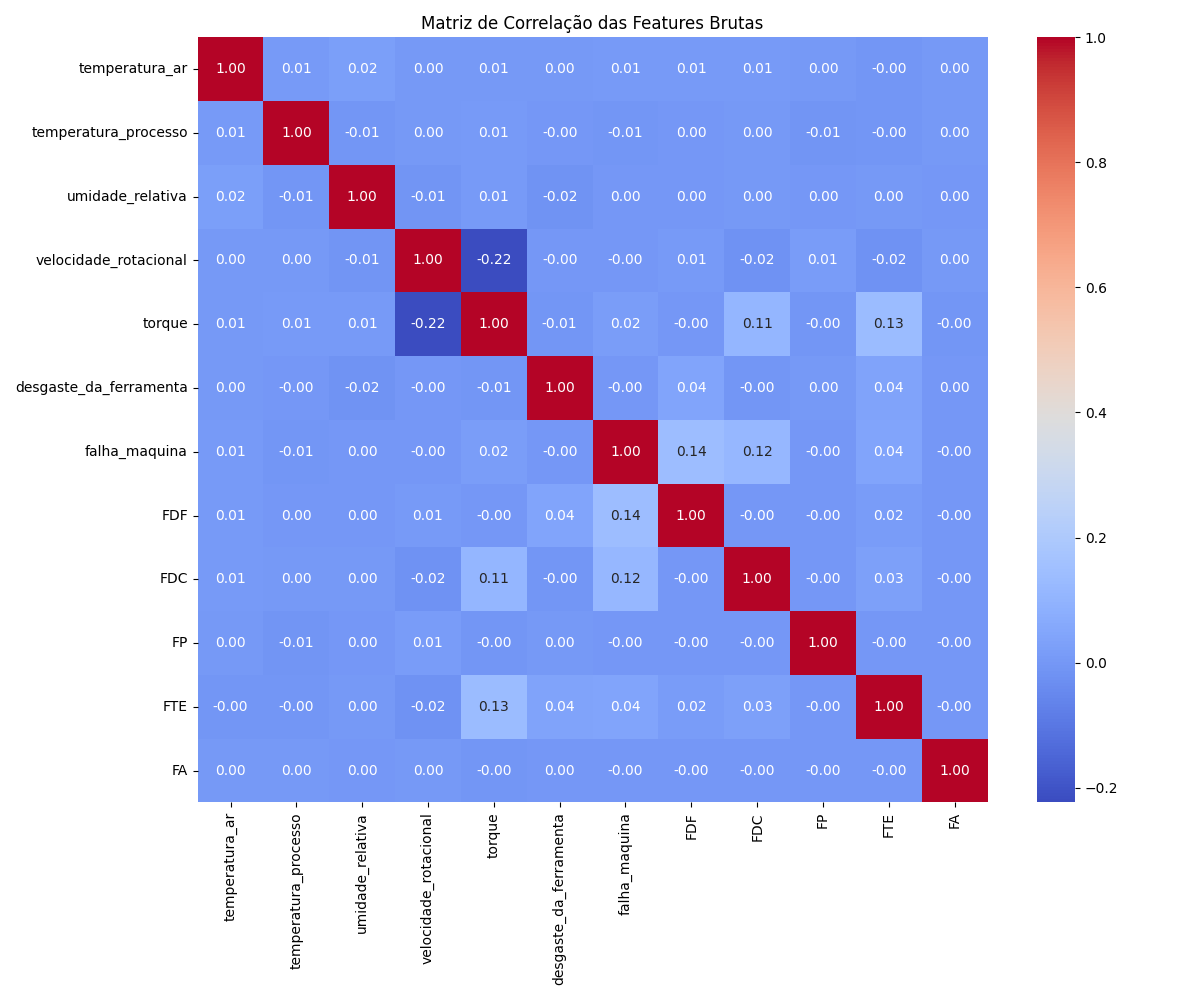 Matriz de Correlação das Features Brutas
temperatura_ar 1.00 0.01 0.02 0.00 0.01 0.00 0.01 0.01 0.01 0.00 -0.00 0.00
temperatura_processo 0.01 1.00 -0.01 0.00 0.01 -0.00 -0.01 0.00 0.00 -0.01 -0.00 0.00
umidade_relativa 0.02 -0.01 1.00 -0.01 0.01 -0.02 0.00 0.00 0.00 0.00 0.00 0.00
velocidade_rotacional 0.00 0.00 -0.01 1.00 -0.22 -0.00 -0.00 0.01 -0.02 0.01 -0.02 0.00
torque 0.01 0.01 0.01 -0.22 1.00 -0.01 0.02 -0.00 0.11 -0.00 0.13 -0.00
desgaste_da_ferramenta 0.00 -0.00 -0.02 -0.00 -0.01 1.00 -0.00 0.04 -0.00 0.00 0.04 0.00
falha_maquina 0.01 -0.01 0.00 -0.00 0.02 -0.00 1.00 0.14 0.12 -0.00 0.04 -0.00
FDF 0.01 0.00 0.00 0.01 -0.00 0.04 0.14 1.00 -0.00 -0.00 0.02 -0.00
FDC 0.01 0.00 0.00 -0.02 0.11 -0.00 0.12 -0.00 1.00 -0.00 0.03 -0.00
FP 0.00 -0.01 0.00 0.01 -0.00 0.00 -0.00 -0.00 -0.00 1.00 -0.00 -0.00
FTE -0.00 -0.00 0.00 -0.02 0.13 0.04 0.04 0.02 0.03 -0.00 1.00 -0.00
FA 0.00 0.00 0.00 0.00 -0.00 0.00 -0.00 -0.00 -0.00 -0.00 -0.00 1.00
temperatura_ar
temperatura_processo
umidade_relativa
velocidade_rotacional
torque
desgaste_da_ferramenta
falha_maquina
FDF
FDC
FP
FTE
FA
1.0
0.8
0.6
0.4
0.2
0.0
−0.2